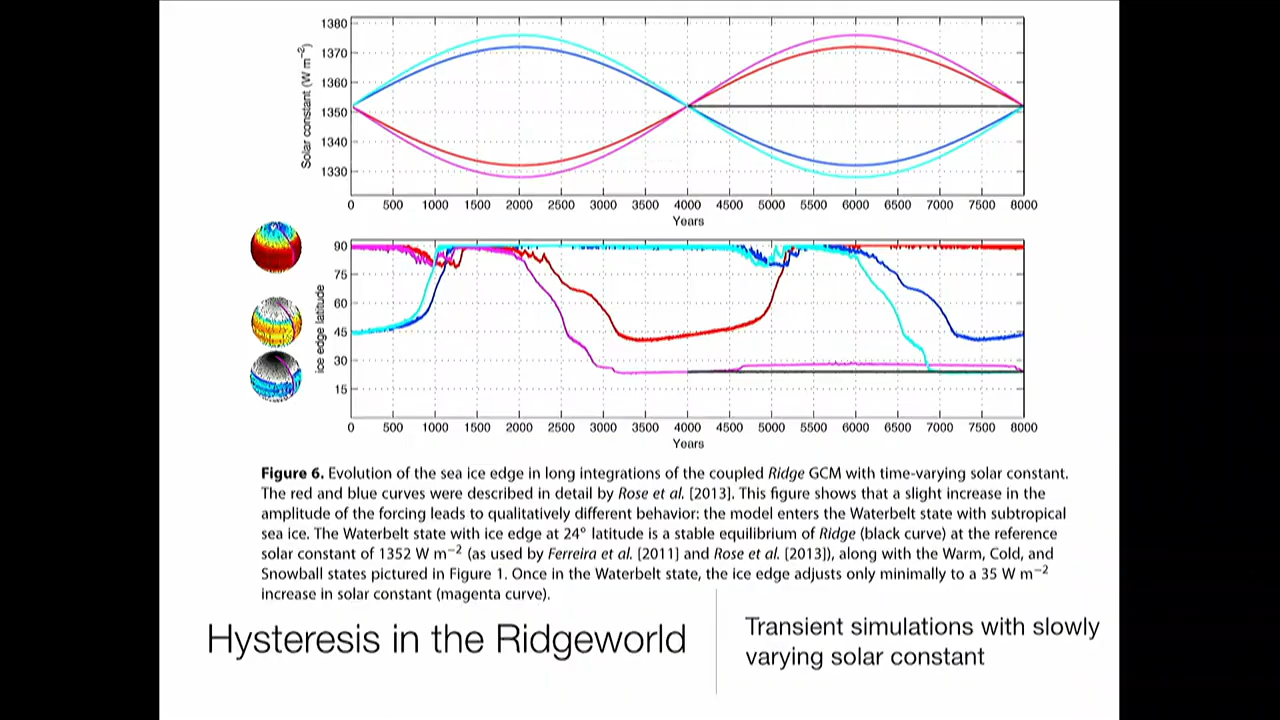 1380
1370
1360
1350
1340
1330
Solar constant (W m−2)
0 500 1000 1500 2000 2500 3000 3500 4000 4500 5000 5500 6000 6500 7000 7500 8000
Years
90
75
60
45
30
15
ice edge latitude
0 500 1000 1500 2000 2500 3000 3500 4000 4500 5000 5500 6000 6500 7000 7500 8000
Years
Figure 6. Evolution of the sea ice edge in long integrations of the coupled Ridge GCM with time-varying solar constant.
The red and blue curves were described in detail by Rose et al. [2013]. This figure shows that a slight increase in the
amplitude of the forcing leads to qualitatively different behavior: the model enters the Waterbelt state with subtropical
sea ice. The Waterbelt state with ice edge at 24° latitude is a stable equilibrium of Ridge (black curve) at the reference
solar constant of 1352 W m−2 (as used by Ferreira et al. [2011] and Rose et al. [2013]), along with the Warm, Cold, and
Snowball states pictured in Figure 1. Once in the Waterbelt state, the ice edge adjusts only minimally to a 35 W m−2
increase in solar constant (magenta curve).
Hysteresis in the Ridgeworld
Transient simulations with slowly
varying solar constant